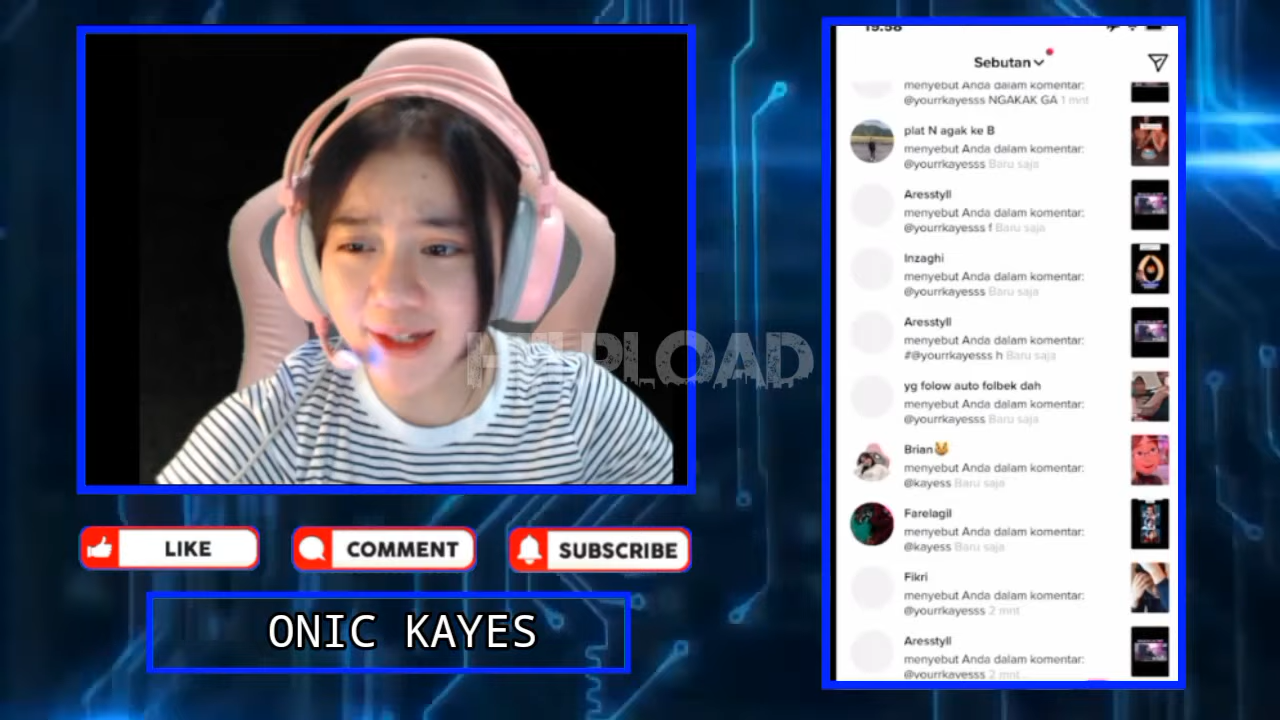 HTUPLOAD
LIKE
COMMENT
SUBSCRIBE
ONIC KAYES
15.58
Sebutan
menyebut Anda dalam komentar:
@yourrkayesss NGAKAK GA 1 mnt
plat N agak ke B
menyebut Anda dalam komentar:
@yourrkayesss Baru saja
Aresstyll
menyebut Anda dalam komentar:
@yourrkayesss f Baru saja
Inzaghi
menyebut Anda dalam komentar:
@yourrkayesss Baru saja
Aresstyll
menyebut Anda dalam komentar:
#@yourrkayesss h Baru saja
yg folow auto folbek dah
menyebut Anda dalam komentar:
@yourrkayesss Baru saja
Brian😼
menyebut Anda dalam komentar:
@kayess Baru saja
Farelagil
menyebut Anda dalam komentar:
@kayess Baru saja
Fikri
menyebut Anda dalam komentar:
@yourrkayesss 2 mnt
Aresstyll
menyebut Anda dalam komentar:
@yourrkayesss 2 mnt